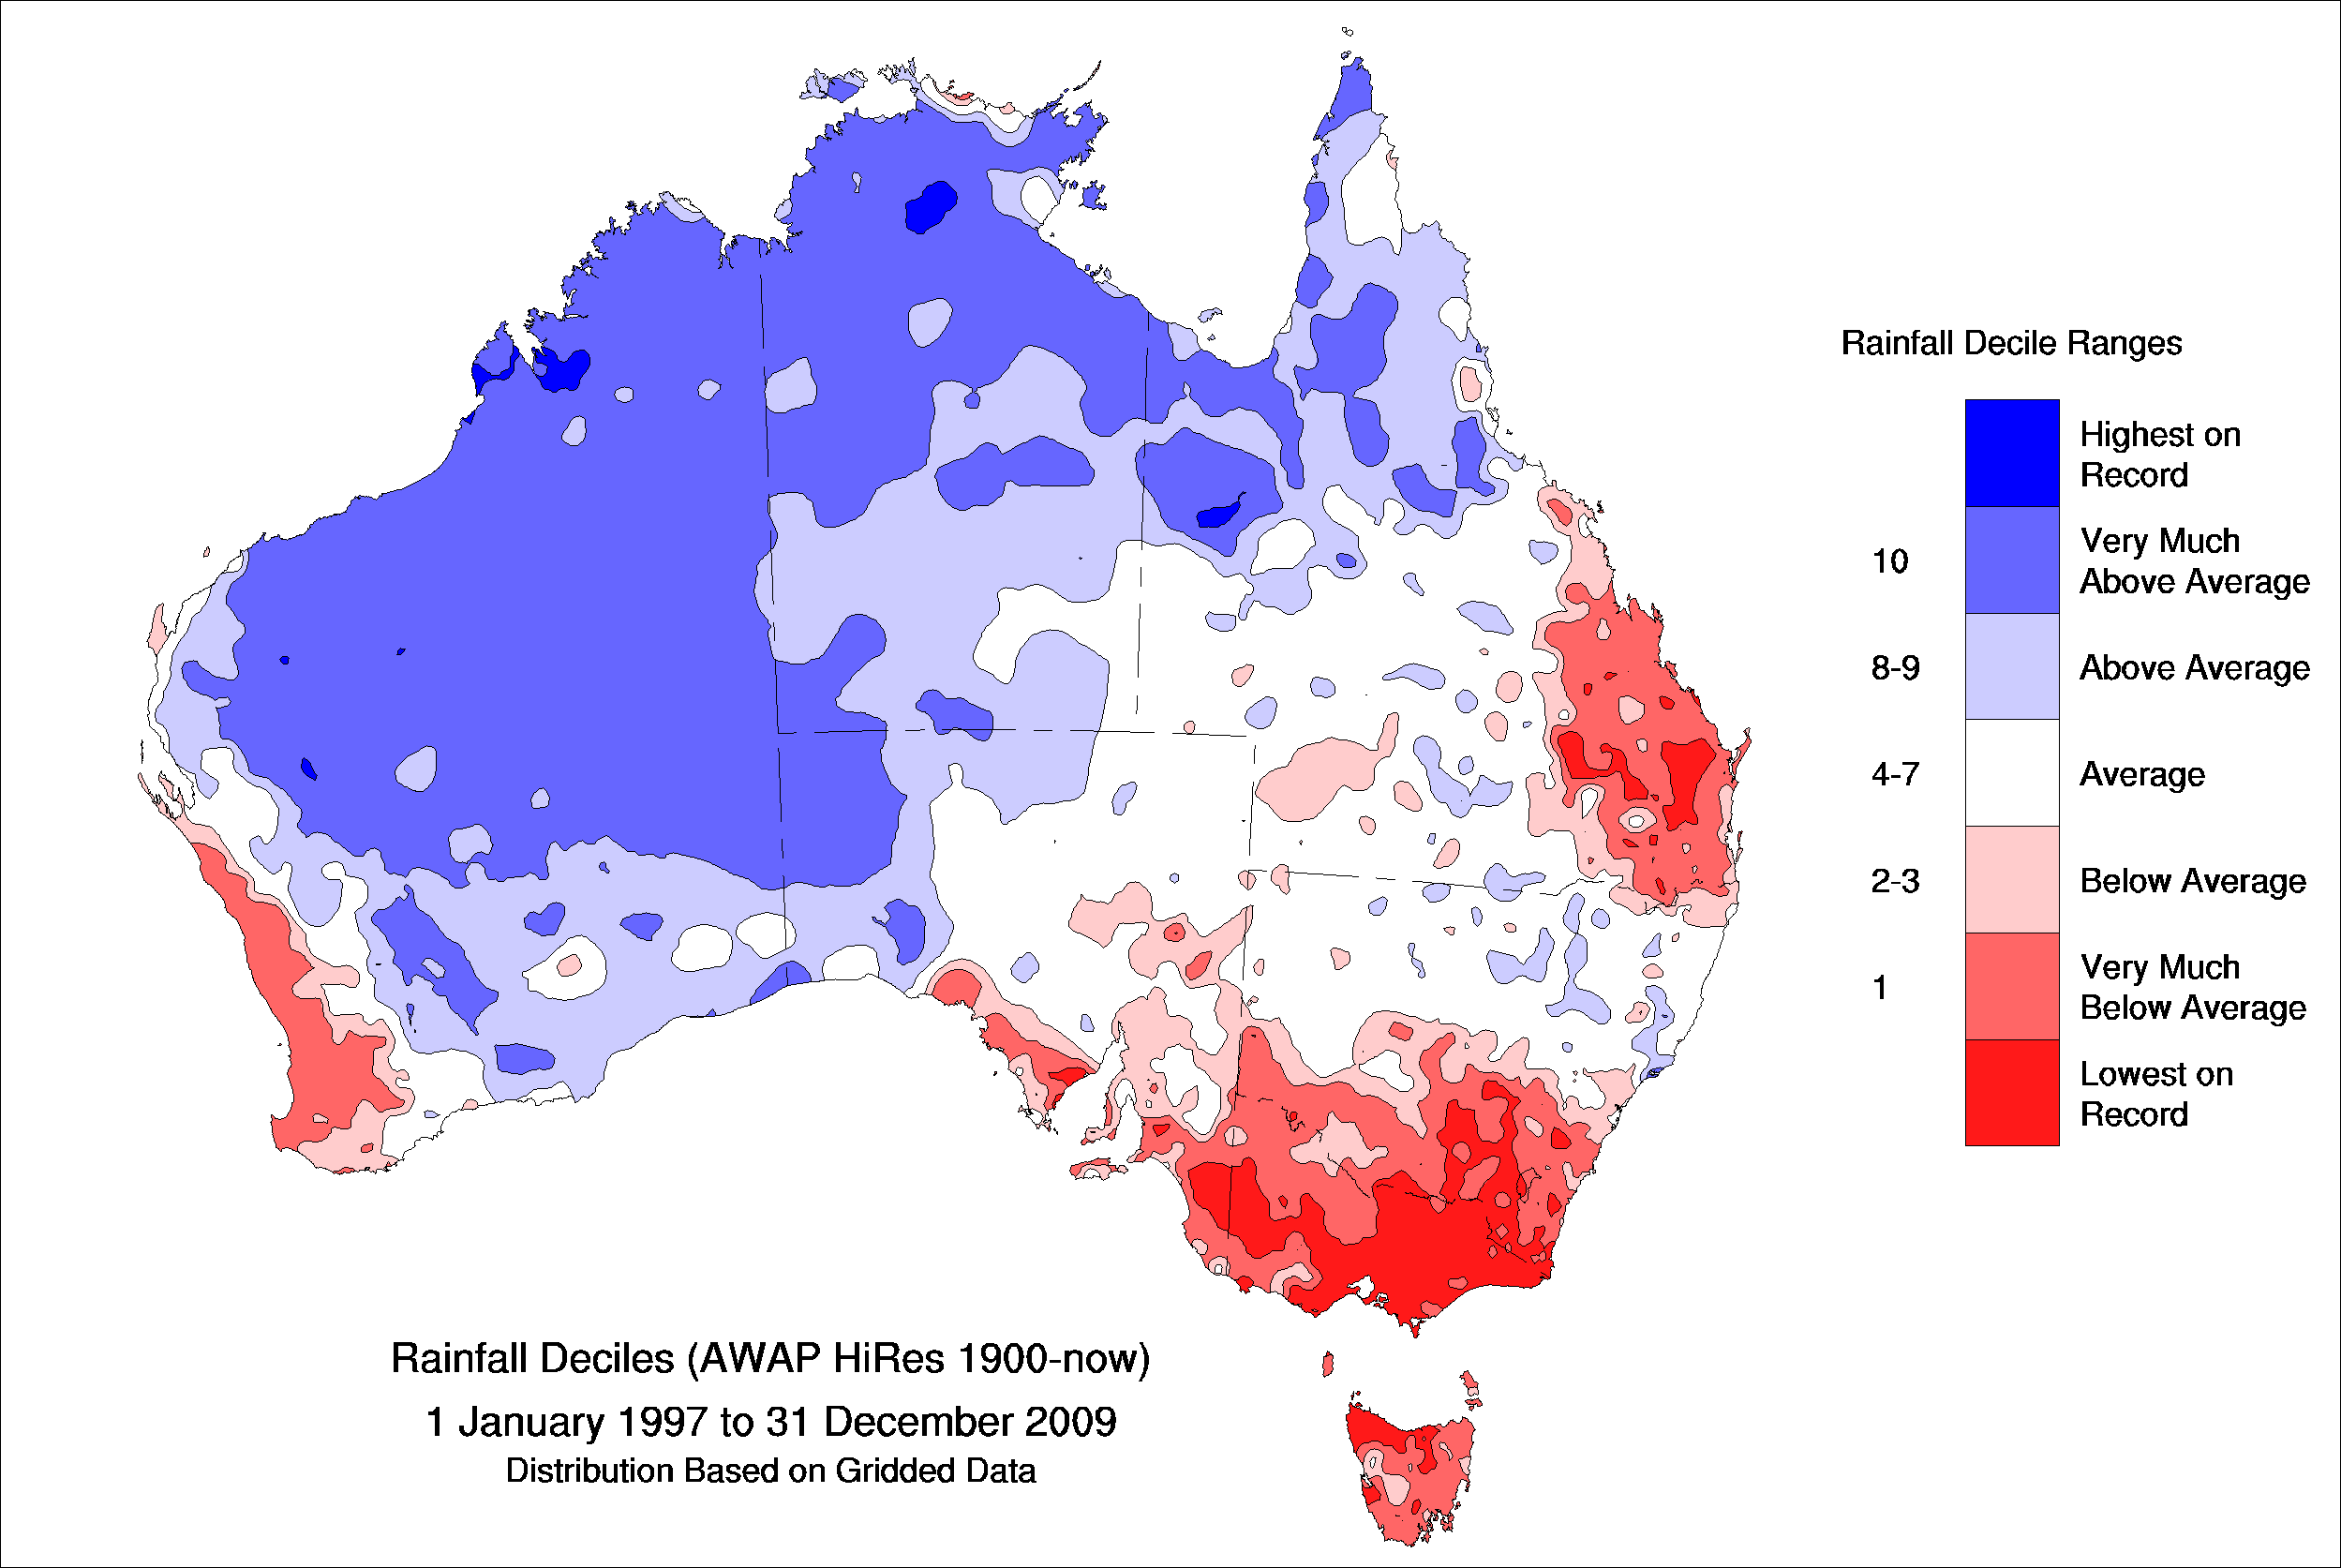 Rainfall Decile Ranges
Highest on
Record
10
Very Much
Above Average
8-9
Above Average
4-7
Average
2-3
Below Average
1
Very Much
Below Average
Lowest on
Record
Rainfall Deciles (AWAP HiRes 1900-now)
1 January 1997 to 31 December 2009
Distribution Based on Gridded Data